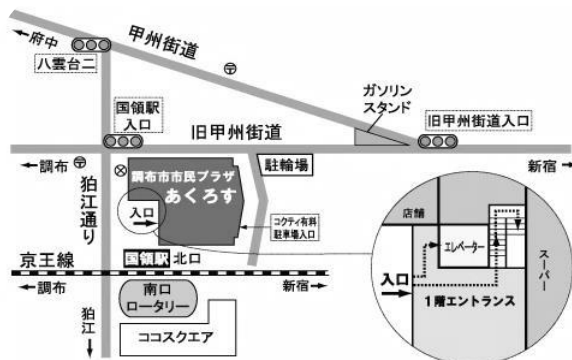 府中
甲州街道
八雲台二
国領駅
入口
ガソリン
スタンド
旧甲州街道
旧甲州街道入口
調布
新宿
狛江通り
調布市市民プラザ
あくろす
入口
駐輪場
コクティ有料
駐車場入口
京王線
国領駅 北口
調布
新宿
南口
ロータリー
ココスクエア
狛江
店舗
エレベーター
スーパー
入口
1階エントランス